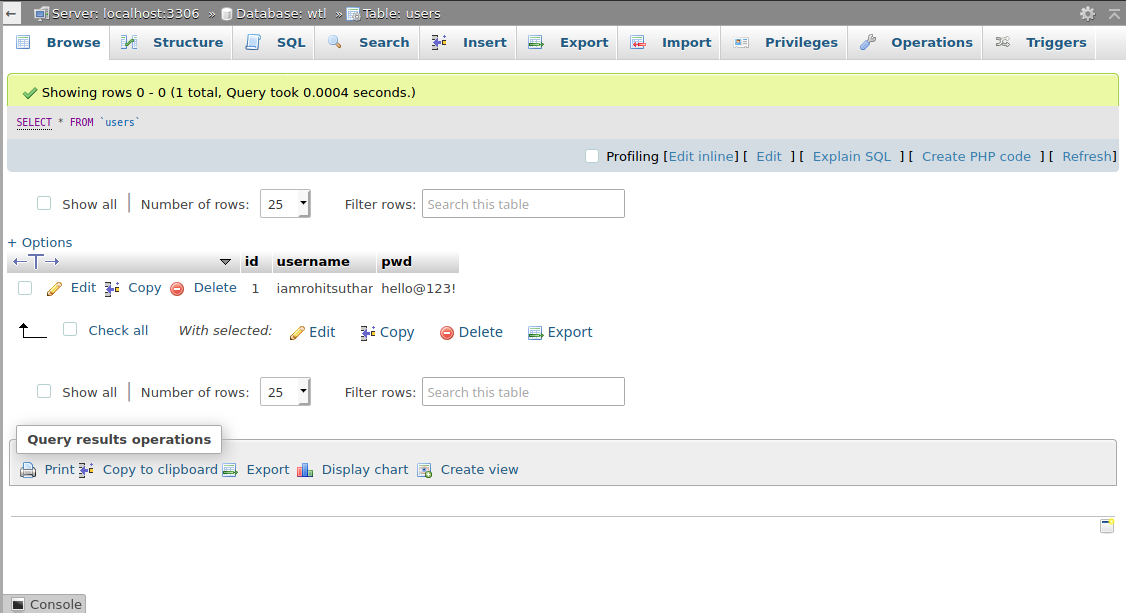 Server: localhost:3306 » Database: wtl » Table: users
Browse Structure SQL Search Insert Export Import Privileges Operations Triggers
Showing rows 0 - 0 (1 total, Query took 0.0004 seconds.)
SELECT * FROM `users`
Profiling [Edit inline] [ Edit ] [ Explain SQL ] [ Create PHP code ] [ Refresh]
Show all Number of rows: 25 Filter rows: Search this table
+ Options
←T→ id username pwd
Edit Copy Delete 1 iamrohitsuthar hello@123!
Check all With selected: Edit Copy Delete Export
Show all Number of rows: 25 Filter rows: Search this table
Query results operations
Print Copy to clipboard Export Display chart Create view
Console